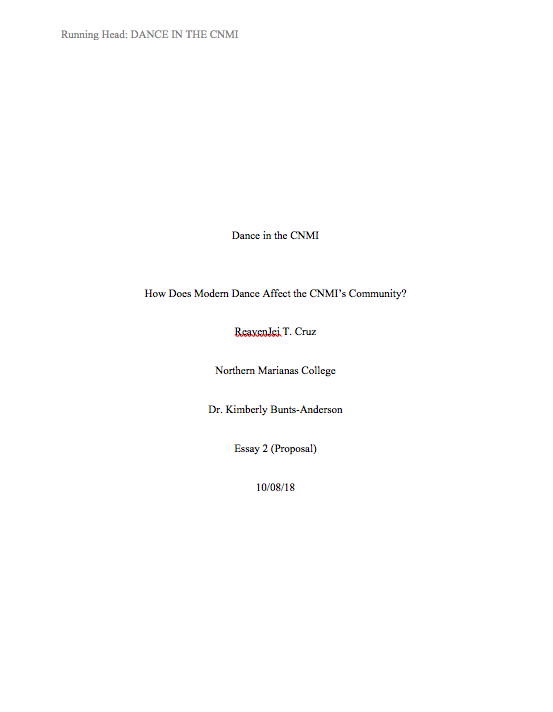 Running Head: DANCE IN THE CNMI
Dance in the CNMI
How Does Modern Dance Affect the CNMI's Community?
ReavenJei T. Cruz
Northern Marianas College
Dr. Kimberly Bunts-Anderson
Essay 2 (Proposal)
10/08/18